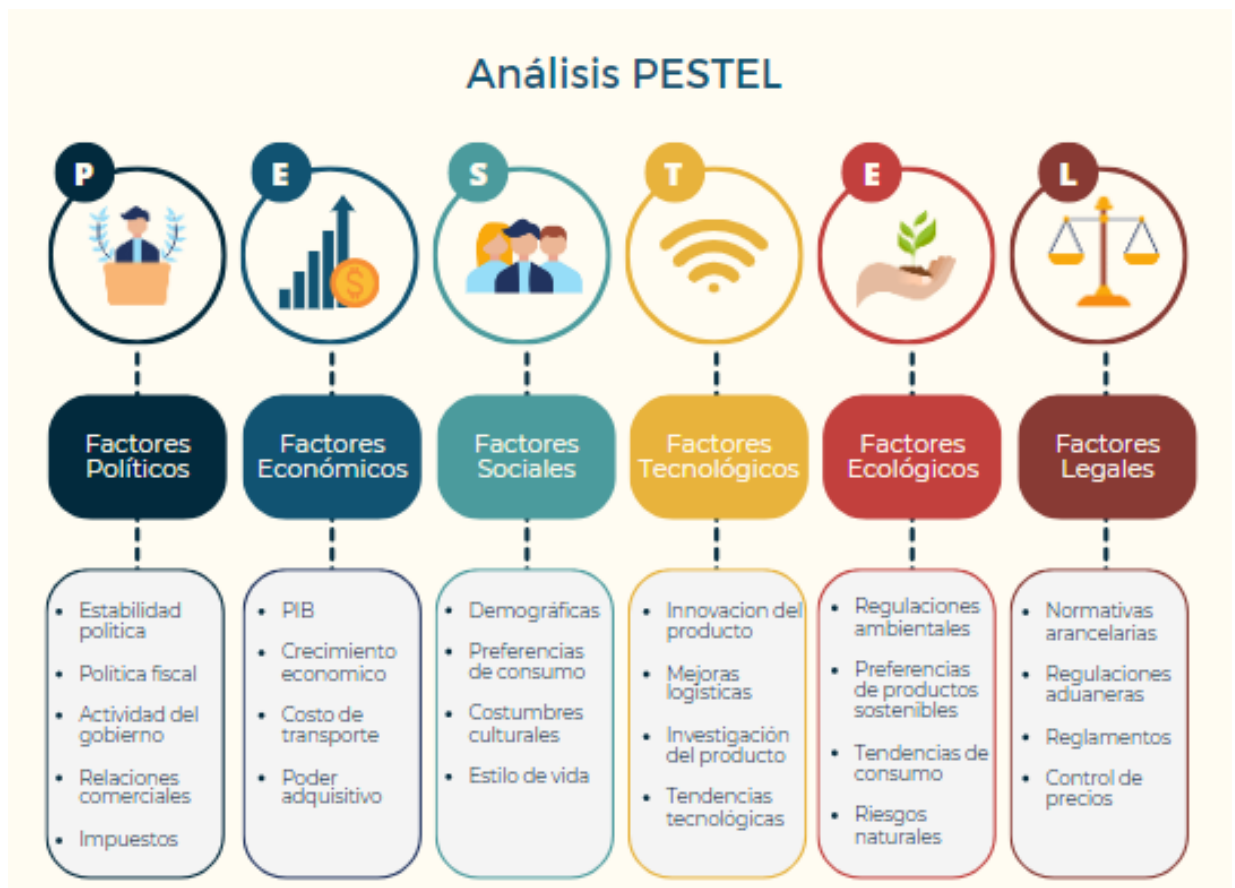 Análisis PESTEL
P
E
S
T
E
L
Factores
Políticos
Factores
Económicos
Factores
Sociales
Factores
Tecnológicos
Factores
Ecológicos
Factores
Legales
• Estabilidad
política
• Política fiscal
• Actividad del
gobierno
• Relaciones
comerciales
• Impuestos
• PIB
• Crecimiento
economico
• Costo de
transporte
• Poder
adquisitivo
• Demográficas
• Preferencias
de consumo
• Costumbres
culturales
• Estilo de vida
• Innovacion del
producto
• Mejoras
logísticas
• Investigación
del producto
• Tendencias
tecnológicas
• Regulaciones
ambientales
• Preferencias
de productos
sostenibles
• Tendencias de
consumo
• Riesgos
naturales
• Normativas
arancelarias
• Regulaciones
aduaneras
• Reglamentos
• Control de
precios